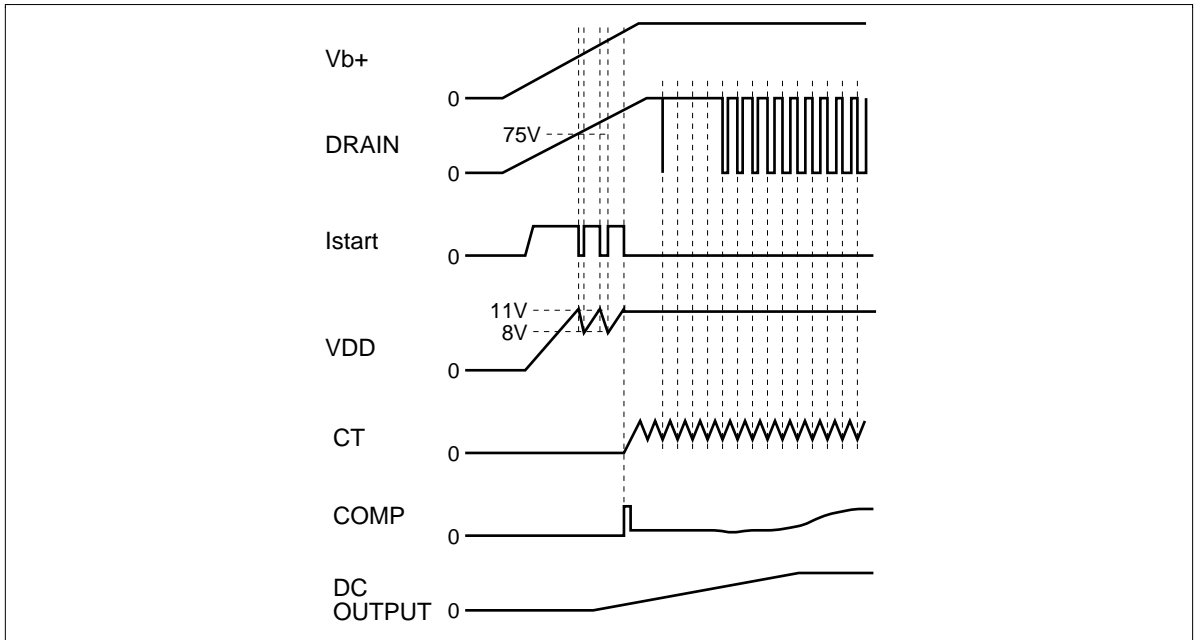 Vb+
0
75V
DRAIN
0
Istart
0
11V
8V
VDD
0
CT
0
COMP
0
DC
OUTPUT 0